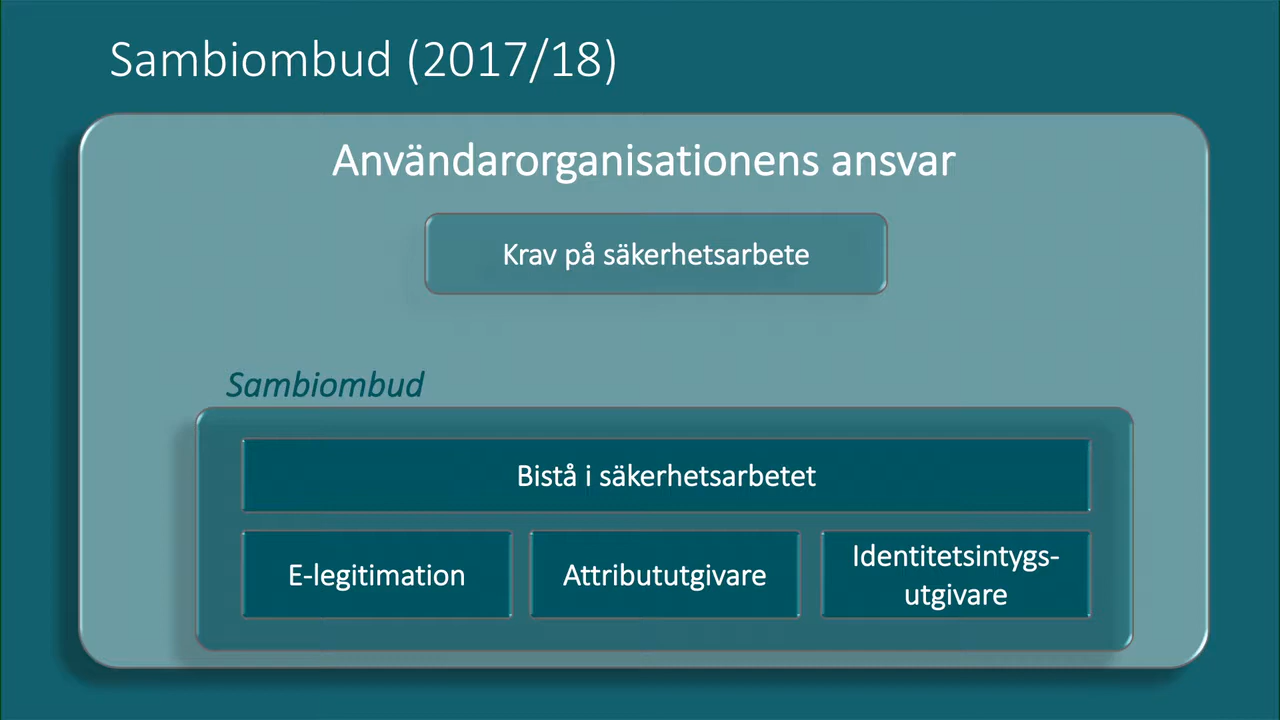 Sambiombud (2017/18)
Användarorganisationens ansvar
Krav på säkerhetsarbete
Sambiombud
Bistå i säkerhetsarbetet
E-legitimation
Attribututgivare
Identitetsintygs-
utgivare